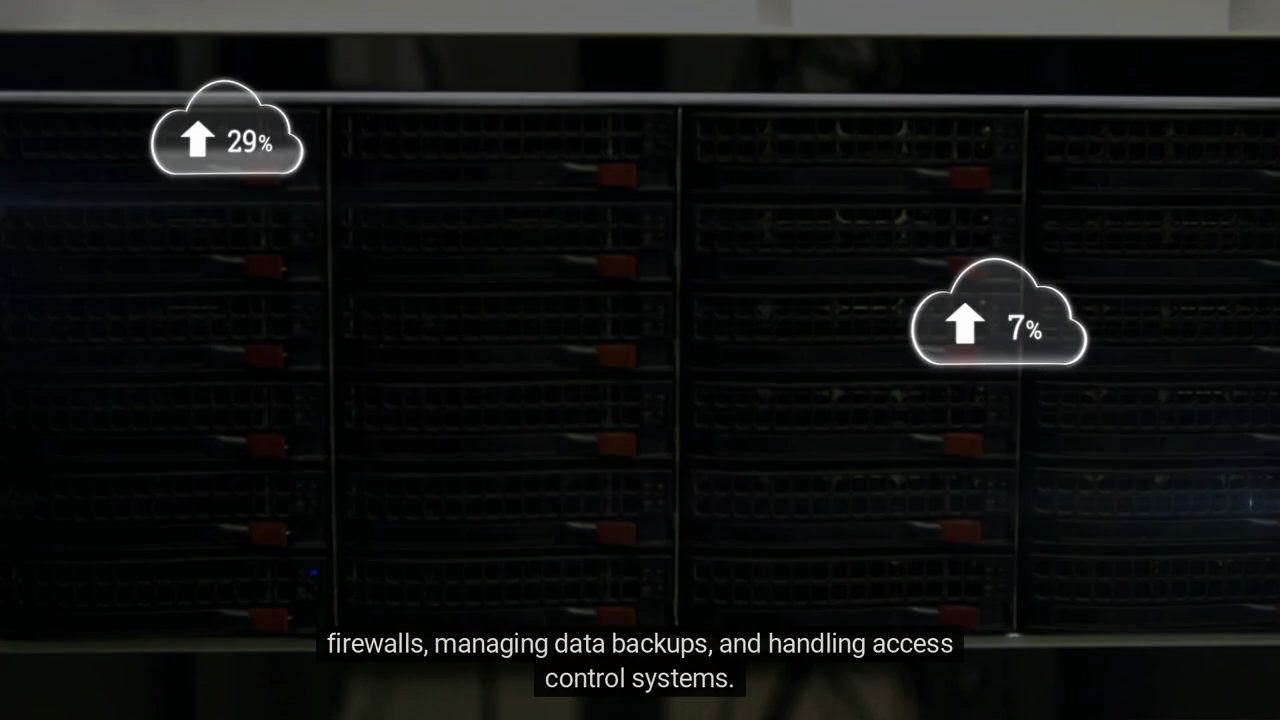 29%
7%
firewalls, managing data backups, and handling access
control systems.